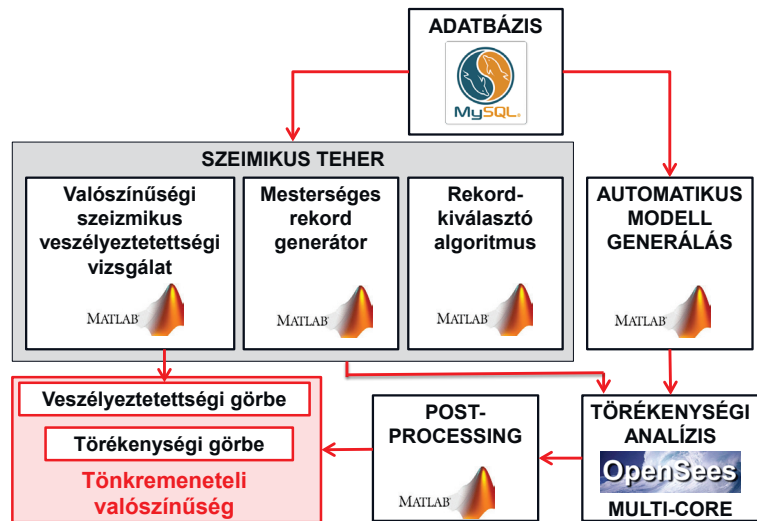 ADATBÁZIS
MySQL®
SZEIMIKUS TEHER
Valószínűségi
szeizmikus
veszélyeztetettségi
vizsgálat
MATLAB
Mesterséges
rekord
generátor
MATLAB
Rekord-
kiválasztó
algoritmus
MATLAB
AUTOMATIKUS
MODELL
GENERÁLÁS
MATLAB
Veszélyeztetettségi görbe
Törékenységi görbe
Tönkremeneteli
valószínűség
POST-
PROCESSING
MATLAB
TÖRÉKENYSÉGI
ANALÍZIS
OpenSees
MULTI-CORE